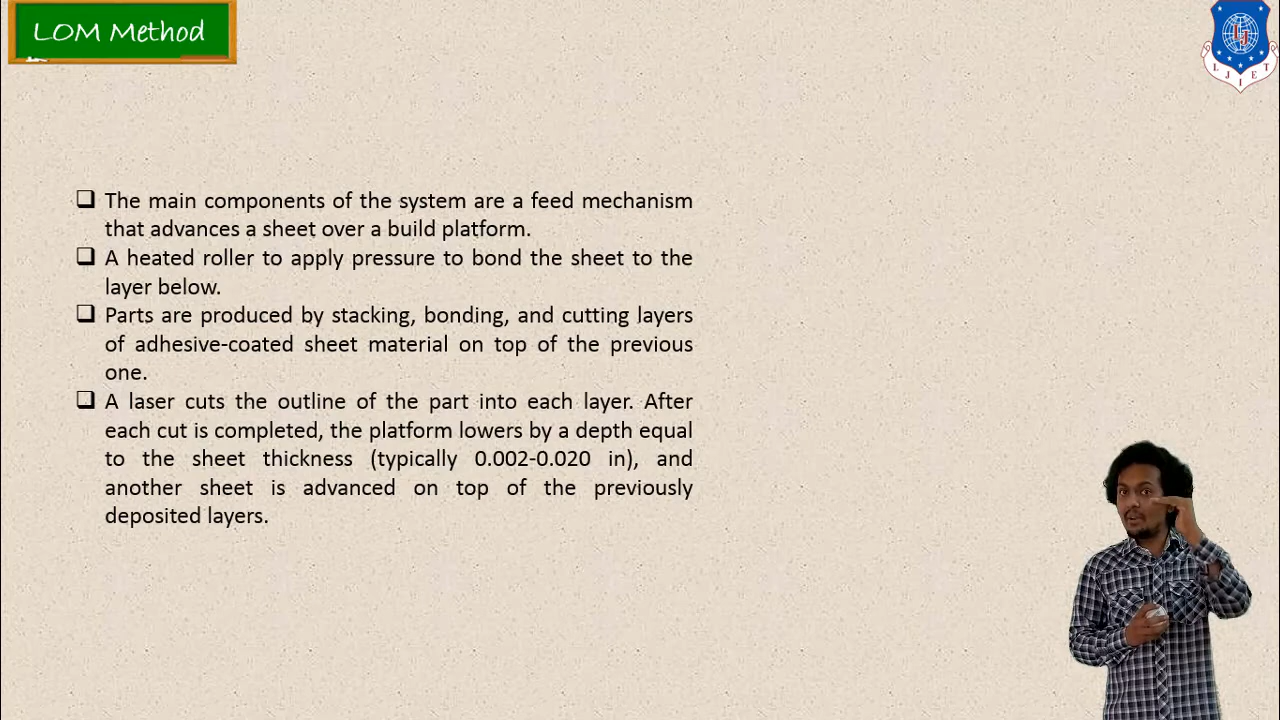 LOM Method
L J I E T
The main components of the system are a feed mechanism
that advances a sheet over a build platform.
A heated roller to apply pressure to bond the sheet to the
layer below.
Parts are produced by stacking, bonding, and cutting layers
of adhesive-coated sheet material on top of the previous
one.
A laser cuts the outline of the part into each layer. After
each cut is completed, the platform lowers by a depth equal
to the sheet thickness (typically 0.002-0.020 in), and
another sheet is advanced on top of the previously
deposited layers.